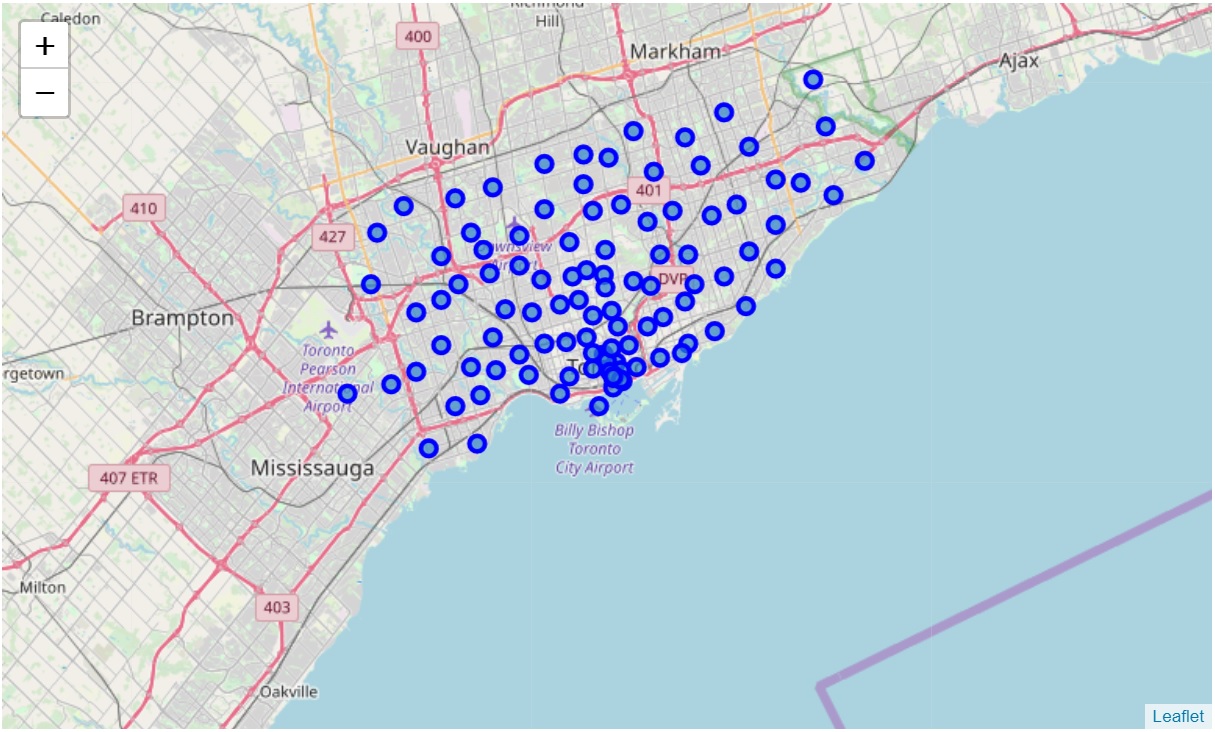 Caledon
400
Richmond
Hill
+
−
Markham
Ajax
Vaughan
401
410
427
Downsview
Airport
DVP
Brampton
Toronto
Pearson
International
Airport
rgetown
To
Billy Bishop
Toronto
City Airport
Mississauga
407 ETR
Milton
403
Oakville
Leaflet